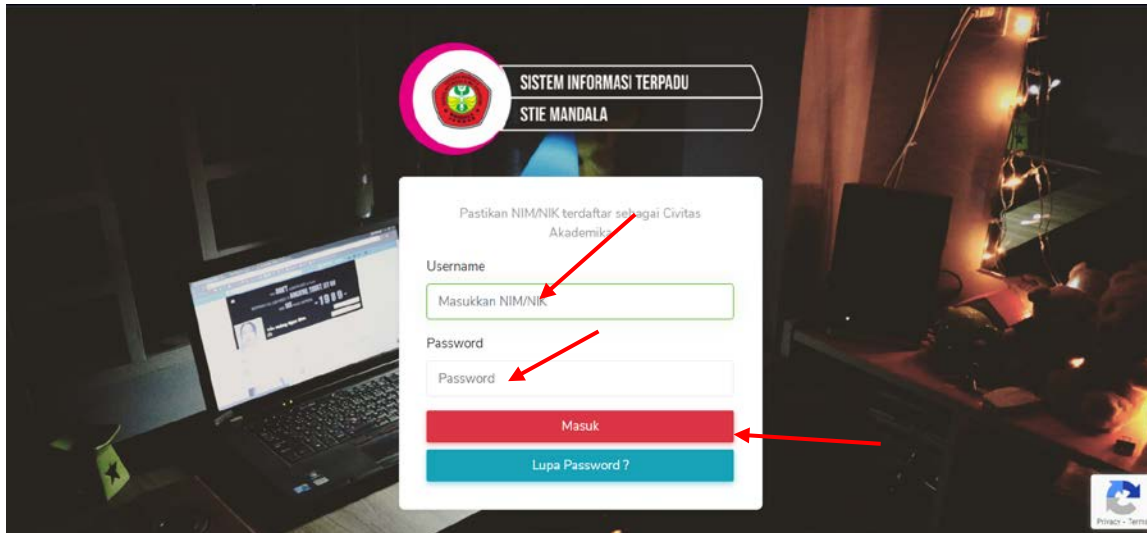 SISTEM INFORMASI TERPADU
STIE MANDALA
Pastikan NIM/NIK terdaftar sebagai Civitas
Akademika
Username
Masukkan NIM/NIK
Password
Password
Masuk
Lupa Password ?
Privacy -